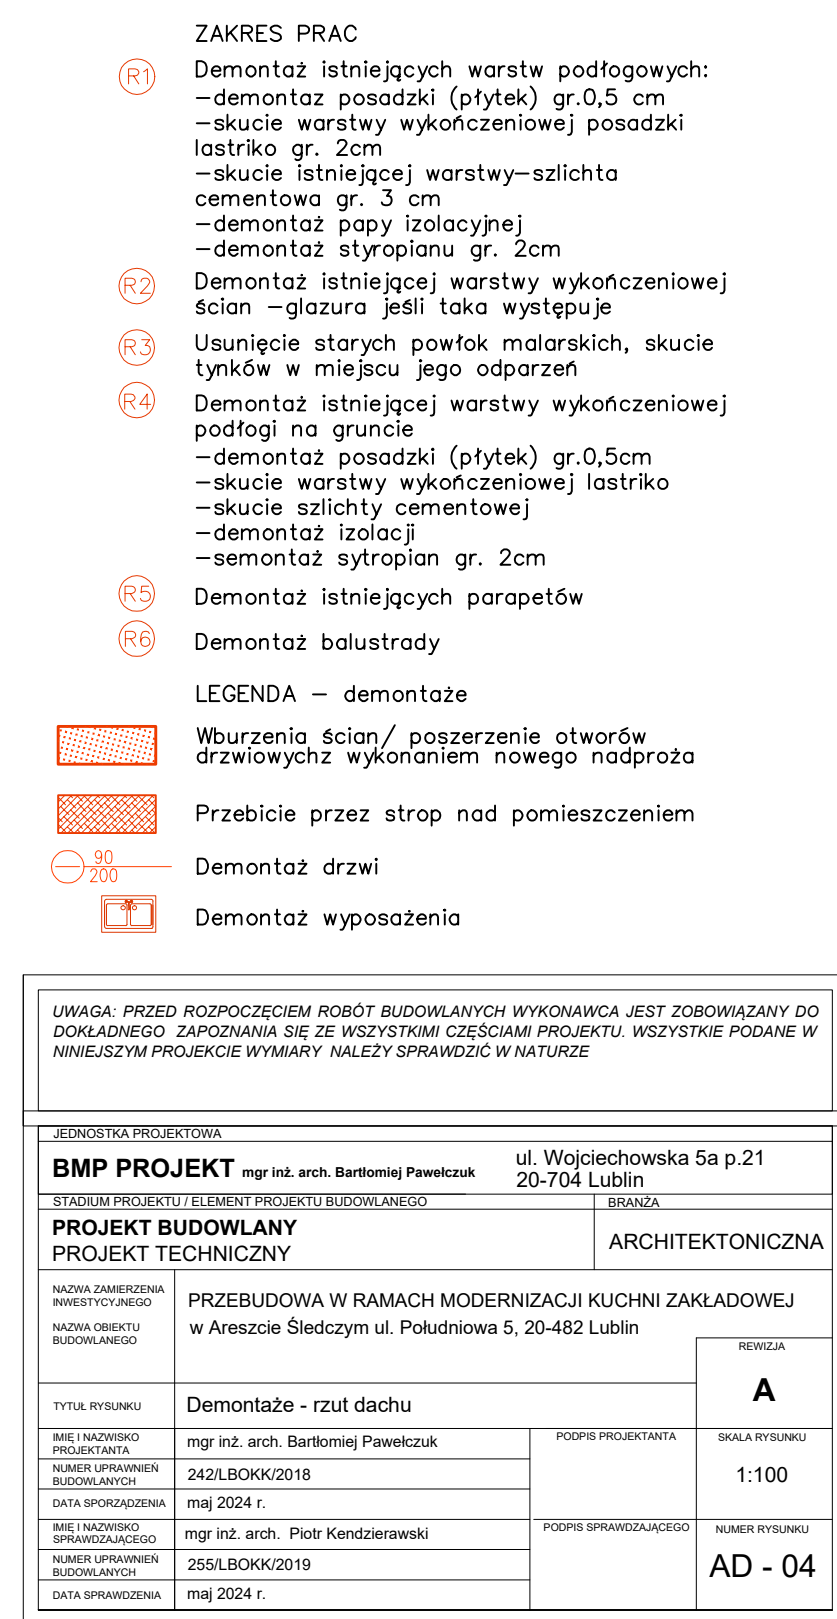 ZAKRES PRAC
R1 Demontaż istniejących warstw podłogowych:
–demontaz posadzki (płytek) gr.0,5 cm
–skucie warstwy wykończeniowej posadzki
lastriko gr. 2cm
–skucie istniejącej warstwy–szlichta
cementowa gr. 3 cm
–demontaż papy izolacyjnej
–demontaż styropianu gr. 2cm
R2 Demontaż istniejącej warstwy wykończeniowej
ścian –glazura jeśli taka występuje
R3 Usunięcie starych powłok malarskich, skucie
tynków w miejscu jego odparzeń
R4 Demontaż istniejącej warstwy wykończeniowej
podłogi na gruncie
–demontaż posadzki (płytek) gr.0,5cm
–skucie warstwy wykończeniowej lastriko
–skucie szlichty cementowej
–demontaż izolacji
–semontaż sytropian gr. 2cm
R5 Demontaż istniejących parapetów
R6 Demontaż balustrady
LEGENDA – demontaże
Wburzenia ścian/ poszerzenie otworów
drzwiowychz wykonaniem nowego nadproża
Przebicie przez strop nad pomieszczeniem
90
200
Demontaż drzwi
Demontaż wyposażenia
UWAGA: PRZED ROZPOCZĘCIEM ROBÓT BUDOWLANYCH WYKONAWCA JEST ZOBOWIĄZANY DO
DOKŁADNEGO ZAPOZNANIA SIĘ ZE WSZYSTKIMI CZĘŚCIAMI PROJEKTU. WSZYSTKIE PODANE W
NINIEJSZYM PROJEKCIE WYMIARY NALEŻY SPRAWDZIĆ W NATURZE
JEDNOSTKA PROJEKTOWA
BMP PROJEKT mgr inż. arch. Bartłomiej Pawełczuk
ul. Wojciechowska 5a p.21
20-704 Lublin
STADIUM PROJEKTU / ELEMENT PROJEKTU BUDOWLANEGO
BRANŻA
PROJEKT BUDOWLANY
PROJEKT TECHNICZNY
ARCHITEKTONICZNA
NAZWA ZAMIERZENIA
INWESTYCYJNEGO
NAZWA OBIEKTU
BUDOWLANEGO
PRZEBUDOWA W RAMACH MODERNIZACJI KUCHNI ZAKŁADOWEJ
w Areszcie Śledczym ul. Południowa 5, 20-482 Lublin
REWIZJA
A
TYTUŁ RYSUNKU
Demontaże - rzut dachu
IMIĘ I NAZWISKO
PROJEKTANTA
mgr inż. arch. Bartłomiej Pawełczuk
PODPIS PROJEKTANTA
SKALA RYSUNKU
1:100
NUMER UPRAWNIEŃ
BUDOWLANYCH
242/LBOKK/2018
DATA SPORZĄDZENIA
maj 2024 r.
IMIĘ I NAZWISKO
SPRAWDZAJĄCEGO
mgr inż. arch. Piotr Kendzierawski
PODPIS SPRAWDZAJĄCEGO
NUMER RYSUNKU
AD - 04
NUMER UPRAWNIEŃ
BUDOWLANYCH
255/LBOKK/2019
DATA SPRAWDZENIA
maj 2024 r.